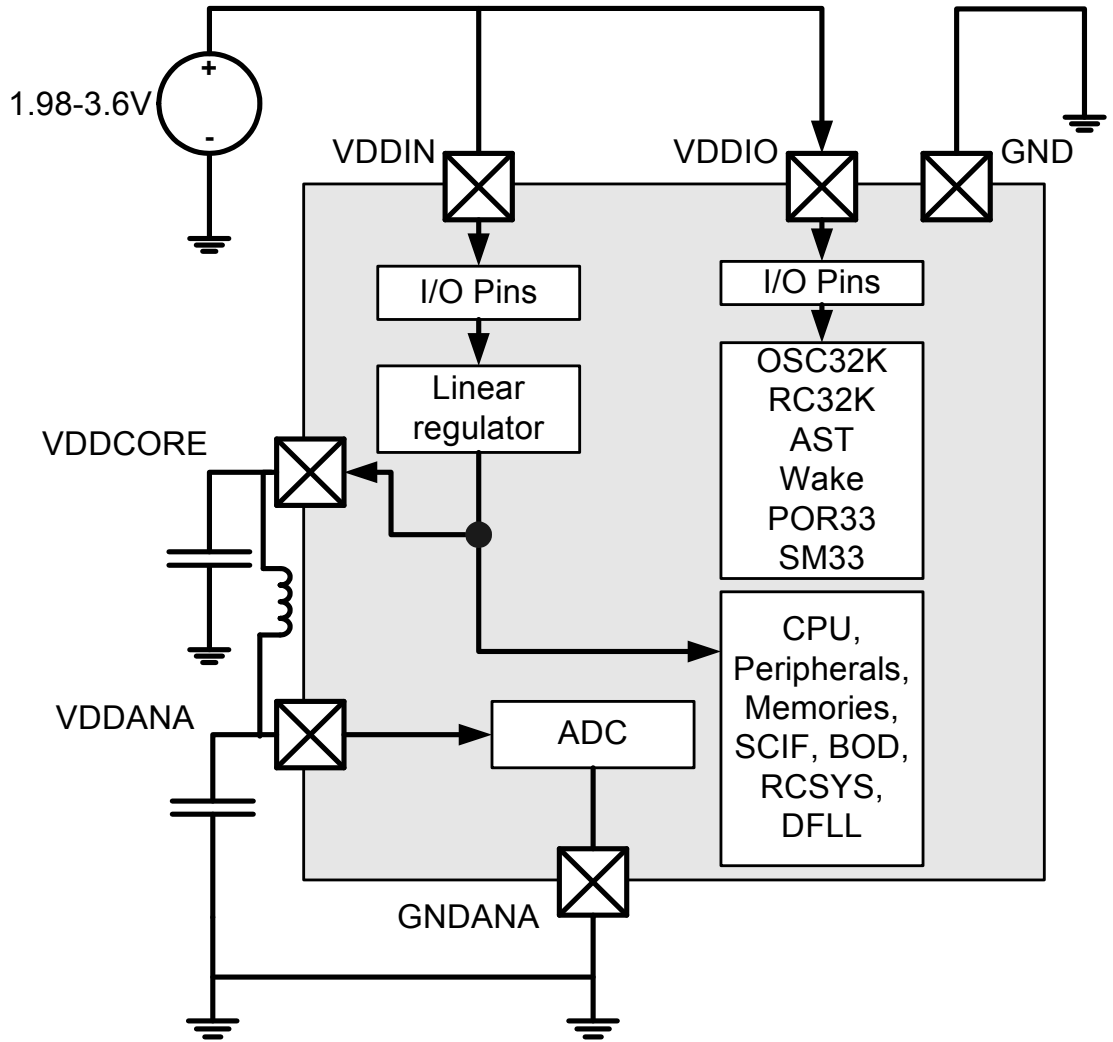 1.98-3.6V
+
-
VDDIN
VDDIO
GND
I/O Pins
I/O Pins
Linear
regulator
OSC32K
RC32K
AST
Wake
POR33
SM33
VDDCORE
CPU,
Peripherals,
Memories,
SCIF, BOD,
RCSYS,
DFLL
VDDANA
ADC
GNDANA